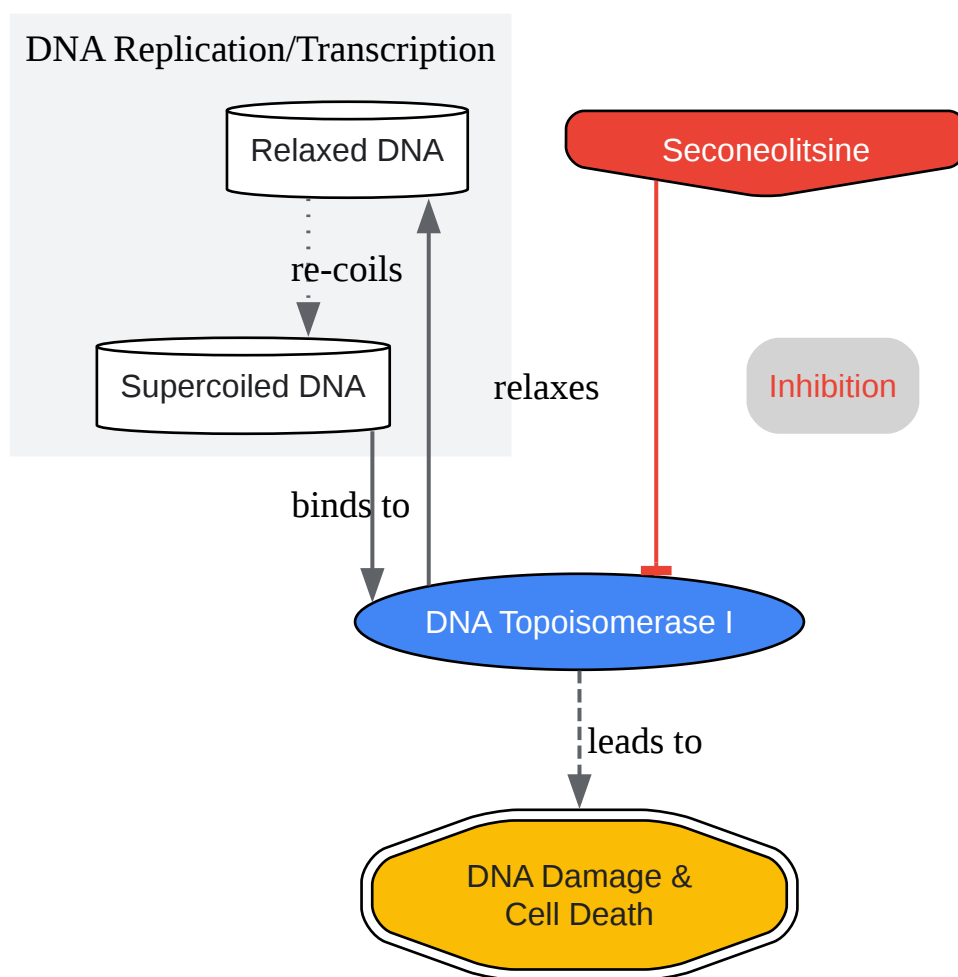 DNA Replication/Transcription
Relaxed DNA
Seconeolitsine
re-coils
Supercoiled DNA
relaxes
Inhibition
binds to
DNA Topoisomerase I
leads to
DNA Damage &
Cell Death